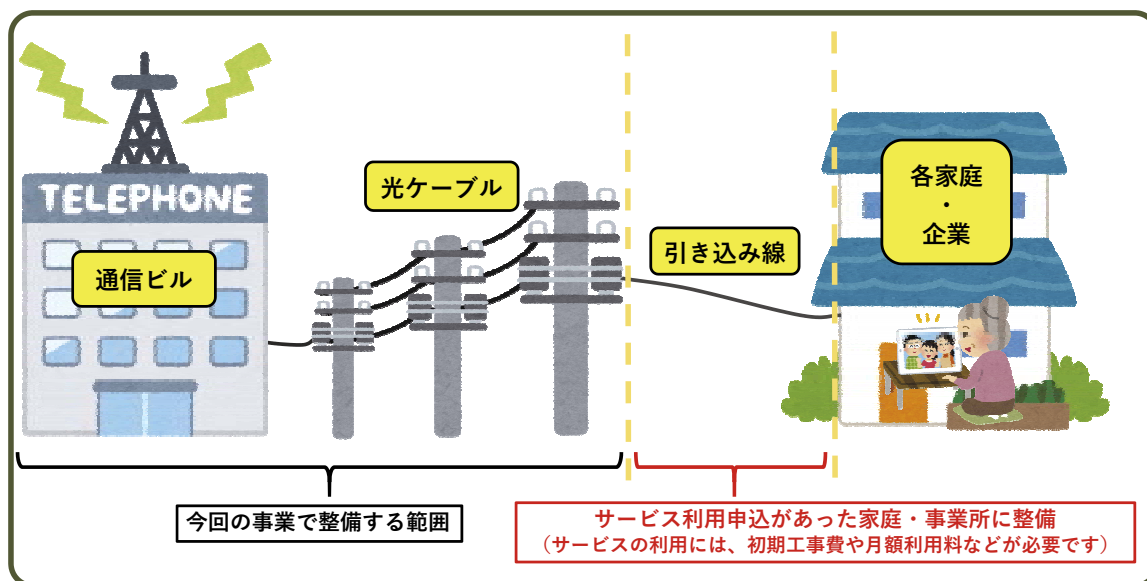 TELEPHONE
通信ビル
光ケーブル
引き込み線
各家庭
・
企業
今回の事業で整備する範囲
サービス利用申込があった家庭・事業所に整備
（サービスの利用には、初期工事費や月額利用料などが必要です）